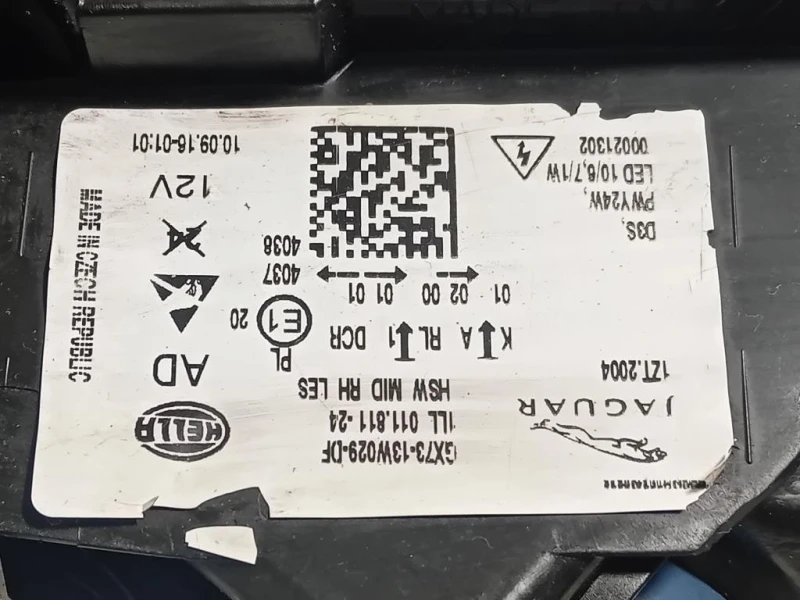 JAGUAR
GX73-13W029-DF
1LL 011.811-24
HSW MID RH LES
HELLA
1ZT.2004
AD
K A RL 1 DCR
PL
E1
20
01 02 00 01 01
4037
4038
D3S,
PWY24W,
LED 10/8,7/1W
00021302
12V
10.09.16-01:01
MADE IN CZECH REPUBLIC